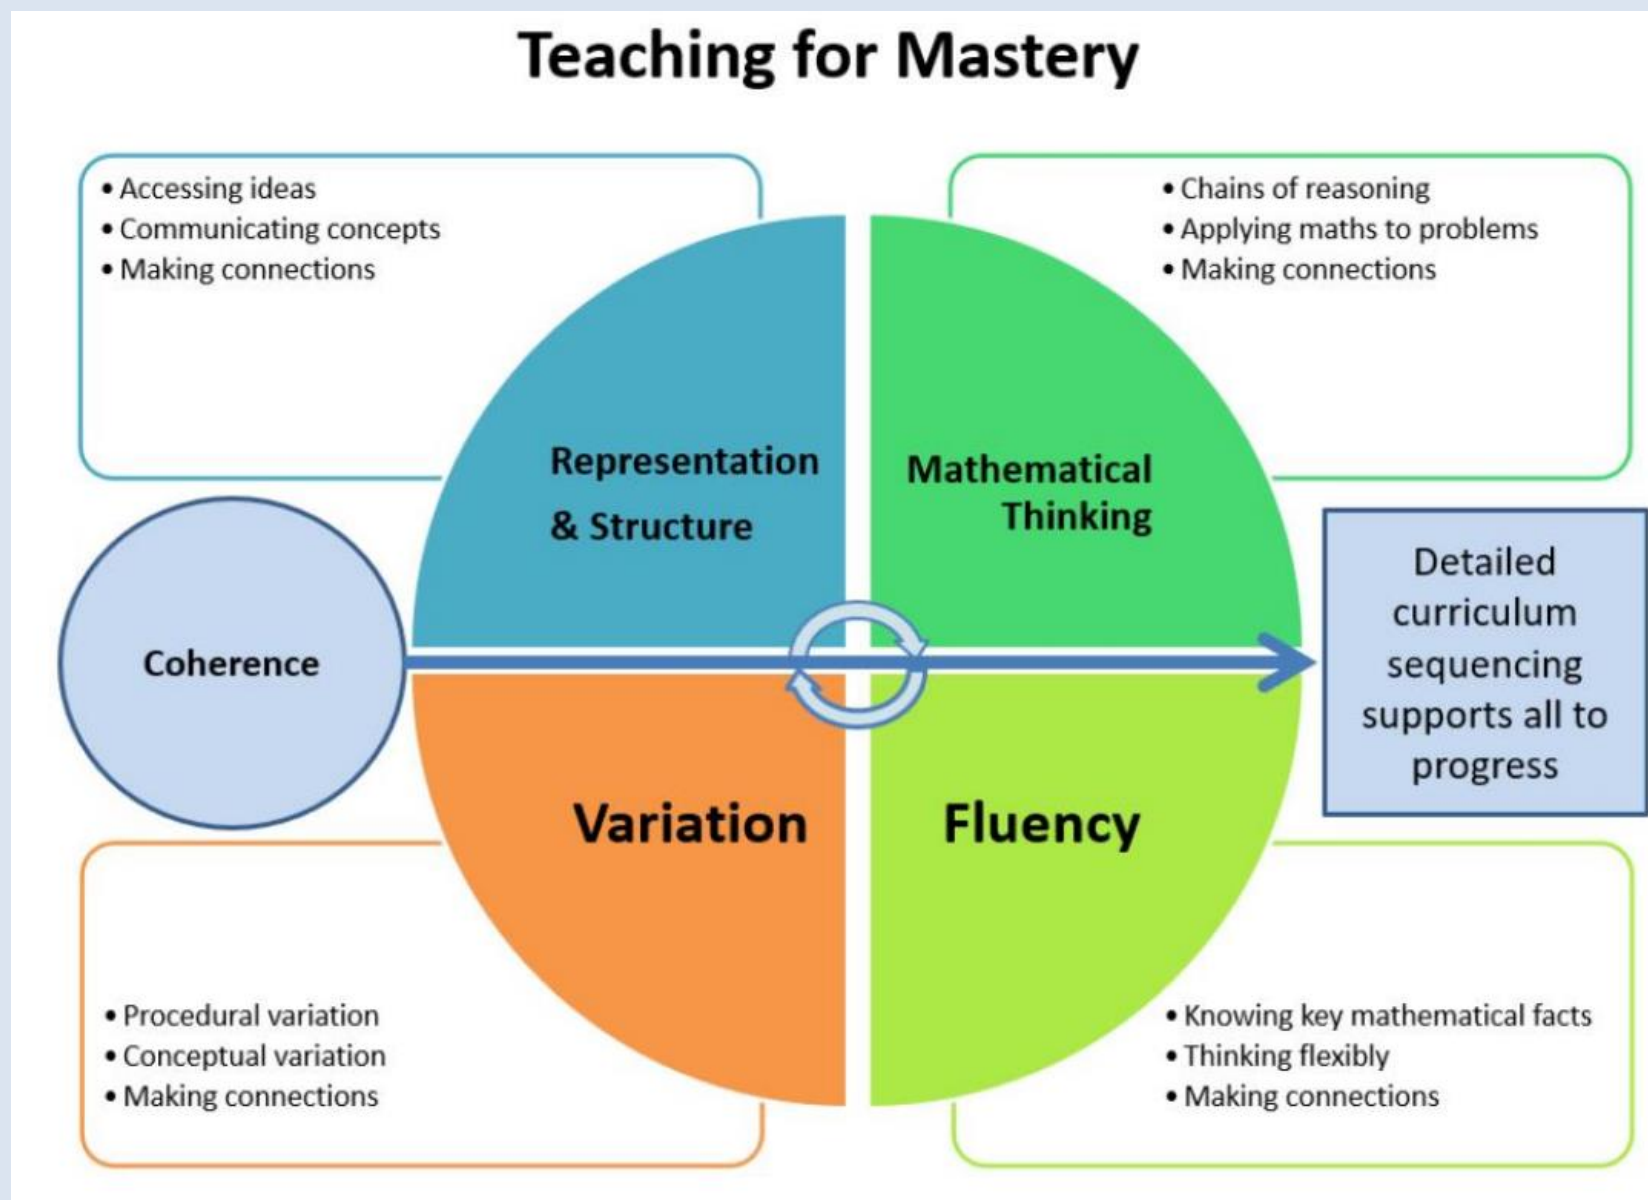 Teaching for Mastery
• Accessing ideas
• Communicating concepts
• Making connections
• Chains of reasoning
• Applying maths to problems
• Making connections
Representation
& Structure
Mathematical
Thinking
Coherence
Detailed
curriculum
sequencing
supports all to
progress
Variation
Fluency
• Procedural variation
• Conceptual variation
• Making connections
• Knowing key mathematical facts
• Thinking flexibly
• Making connections